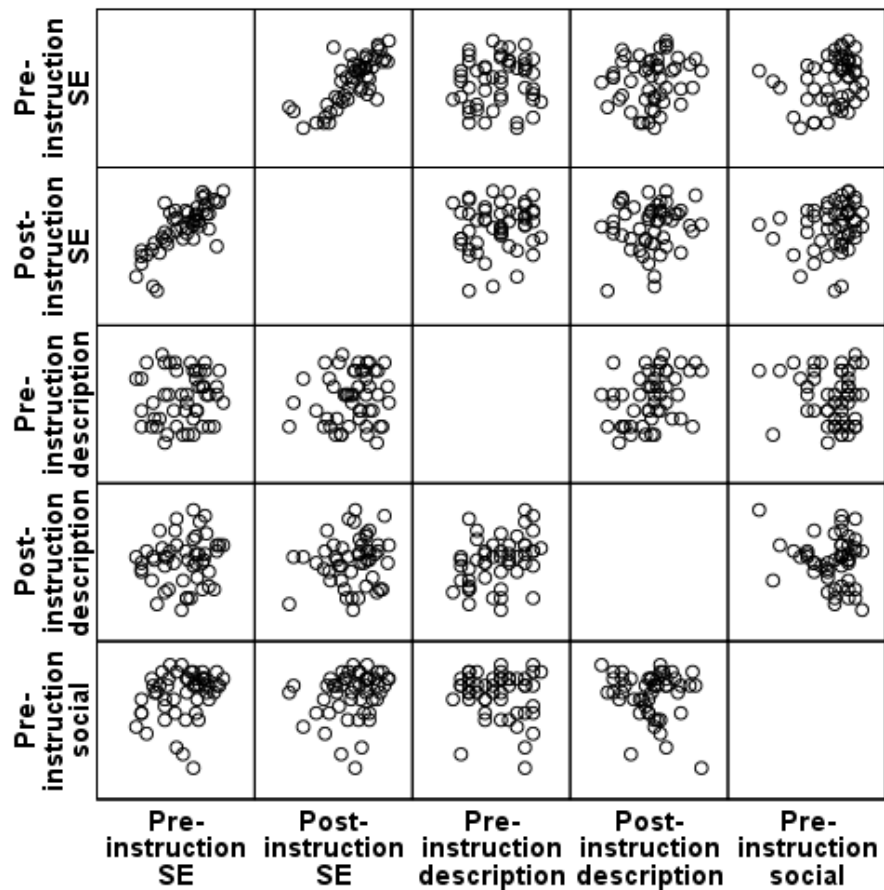 Pre-
instruction
SE
Post-
instruction
SE
Pre-
instruction
description
Post-
instruction
description
Pre-
instruction
social
Pre-
instruction
SE
Post-
instruction
SE
Pre-
instruction
description
Post-
instruction
description
Pre-
instruction
social